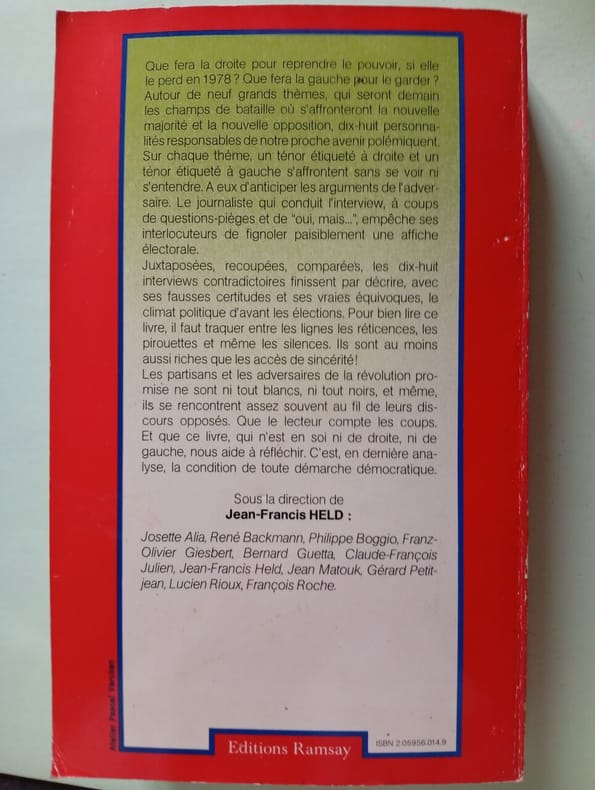 Que fera la droite pour reprendre le pouvoir, si elle
le perd en 1978 ? Que fera la gauche pour le garder ?
Autour de neuf grands thèmes, qui seront demain
les champs de bataille où s'affronteront la nouvelle
majorité et la nouvelle opposition, dix-huit personna-
lités responsables de notre proche avenir polémiquent.
Sur chaque thème, un ténor étiqueté à droite et un
ténor étiqueté à gauche s'affrontent sans se voir ni
s'entendre. A eux d'anticiper les arguments de l'adver-
saire. Le journaliste qui conduit l'interview, à coups
de questions-pièges et de "oui, mais...", empêche ses
interlocuteurs de fignoler paisiblement une affiche
électorale.
Juxtaposées, recoupées, comparées, les dix-huit
interviews contradictoires finissent par décrire, avec
ses fausses certitudes et ses vraies équivoques, le
climat politique d'avant les élections. Pour bien lire ce
livre, il faut traquer entre les lignes les réticences, les
pirouettes et même les silences. Ils sont au moins
aussi riches que les accès de sincérité!
Les partisans et les adversaires de la révolution pro-
mise ne sont ni tout blancs, ni tout noirs, et même,
ils se rencontrent assez souvent au fil de leurs dis-
cours opposés. Que le lecteur compte les coups.
Et que ce livre, qui n'est en soi ni de droite, ni de
gauche, nous aide à réfléchir. C'est, en dernière ana-
lyse, la condition de toute démarche démocratique.
Sous la direction de
Jean-Francis HELD :
Josette Alia, René Backmann, Philippe Boggio, Franz-
Olivier Giesbert, Bernard Guetta, Claude-François
Julien, Jean-Francis Held, Jean Matouk, Gérard Petit-
jean, Lucien Rioux, François Roche.
Atelier Pascal Vercken
Editions Ramsay
ISBN 2.05956.014.9